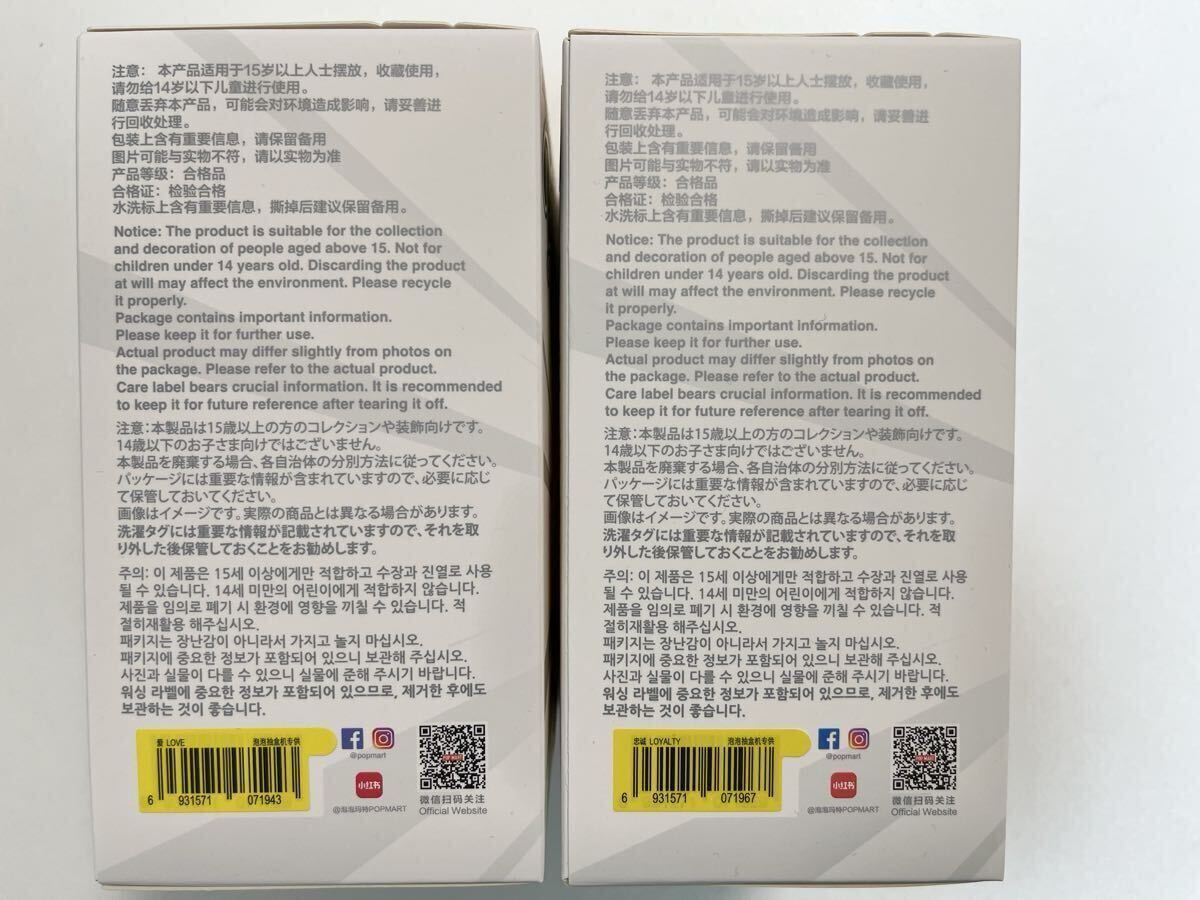 注意： 本产品适用于15岁以上人士摆放，收藏使用，
请勿给14岁以下儿童进行使用。
随意丢弃本产品，可能会对环境造成影响，请妥善进
行回收处理。
包装上含有重要信息，请保留备用
图片可能与实物不符，请以实物为准
产品等级：合格品
合格证：检验合格
水洗标上含有重要信息，撕掉后建议保留备用。
Notice: The product is suitable for the collection
and decoration of people aged above 15. Not for
children under 14 years old. Discarding the product
at will may affect the environment. Please recycle
it properly.
Package contains important information.
Please keep it for further use.
Actual product may differ slightly from photos on
the package. Please refer to the actual product.
Care label bears crucial information. It is recommended
to keep it for future reference after tearing it off.
注意：本製品は15歳以上の方のコレクションや装飾向けです。
14歳以下のお子さま向けではございません。
本製品を廃棄する場合、各自治体の分別方法に従ってください。
パッケージには重要な情報が含まれていますので、必要に応じ
て保管しておいてください。
画像はイメージです。実際の商品とは異なる場合があります。
洗濯タグには重要な情報が記載されていますので、それを取
り外した後保管しておくことをお勧めします。
주의: 이 제품은 15세 이상에게만 적합하고 수장과 진열로 사용
될 수 있습니다. 14세 미만의 어린이에게 적합하지 않습니다.
제품을 임의로 폐기 시 환경에 영향을 끼칠 수 있습니다. 적
절히재활용 해주십시오.
패키지는 장난감이 아니라서 가지고 놀지 마십시오.
패키지에 중요한 정보가 포함되어 있으니 보관해 주십시오.
사진과 실물이 다를 수 있으니 실물에 준해 주시기 바랍니다.
워싱 라벨에 중요한 정보가 포함되어 있으므로, 제거한 후에도
보관하는 것이 좋습니다.
爱 LOVE 泡泡抽盒机专供
6 931571 071943
@popmart
小红书
@泡泡玛特POPMART
POP MART
微信扫码关注
Official Website
注意： 本产品适用于15岁以上人士摆放，收藏使用，
请勿给14岁以下儿童进行使用。
随意丢弃本产品，可能会对环境造成影响，请妥善进
行回收处理。
包装上含有重要信息，请保留备用
图片可能与实物不符，请以实物为准
产品等级：合格品
合格证：检验合格
水洗标上含有重要信息，撕掉后建议保留备用。
Notice: The product is suitable for the collection
and decoration of people aged above 15. Not for
children under 14 years old. Discarding the product
at will may affect the environment. Please recycle
it properly.
Package contains important information.
Please keep it for further use.
Actual product may differ slightly from photos on
the package. Please refer to the actual product.
Care label bears crucial information. It is recommended
to keep it for future reference after tearing it off.
注意：本製品は15歳以上の方のコレクションや装飾向けです。
14歳以下のお子さま向けではございません。
本製品を廃棄する場合、各自治体の分別方法に従ってください。
パッケージには重要な情報が含まれていますので、必要に応じ
て保管しておいてください。
画像はイメージです。実際の商品とは異なる場合があります。
洗濯タグには重要な情報が記載されていますので、それを取
り外した後保管しておくことをお勧めします。
주의: 이 제품은 15세 이상에게만 적합하고 수장과 진열로 사용
될 수 있습니다. 14세 미만의 어린이에게 적합하지 않습니다.
제품을 임의로 폐기 시 환경에 영향을 끼칠 수 있습니다. 적
절히재활용 해주십시오.
패키지는 장난감이 아니라서 가지고 놀지 마십시오.
패키지에 중요한 정보가 포함되어 있으니 보관해 주십시오.
사진과 실물이 다를 수 있으니 실물에 준해 주시기 바랍니다.
워싱 라벨에 중요한 정보가 포함되어 있으므로, 제거한 후에도
보관하는 것이 좋습니다.
忠诚 LOYALTY 泡泡抽盒机专供
6 931571 071967
@popmart
小红书
@泡泡玛特POPMART
POP MART
微信扫码关注
Official Website